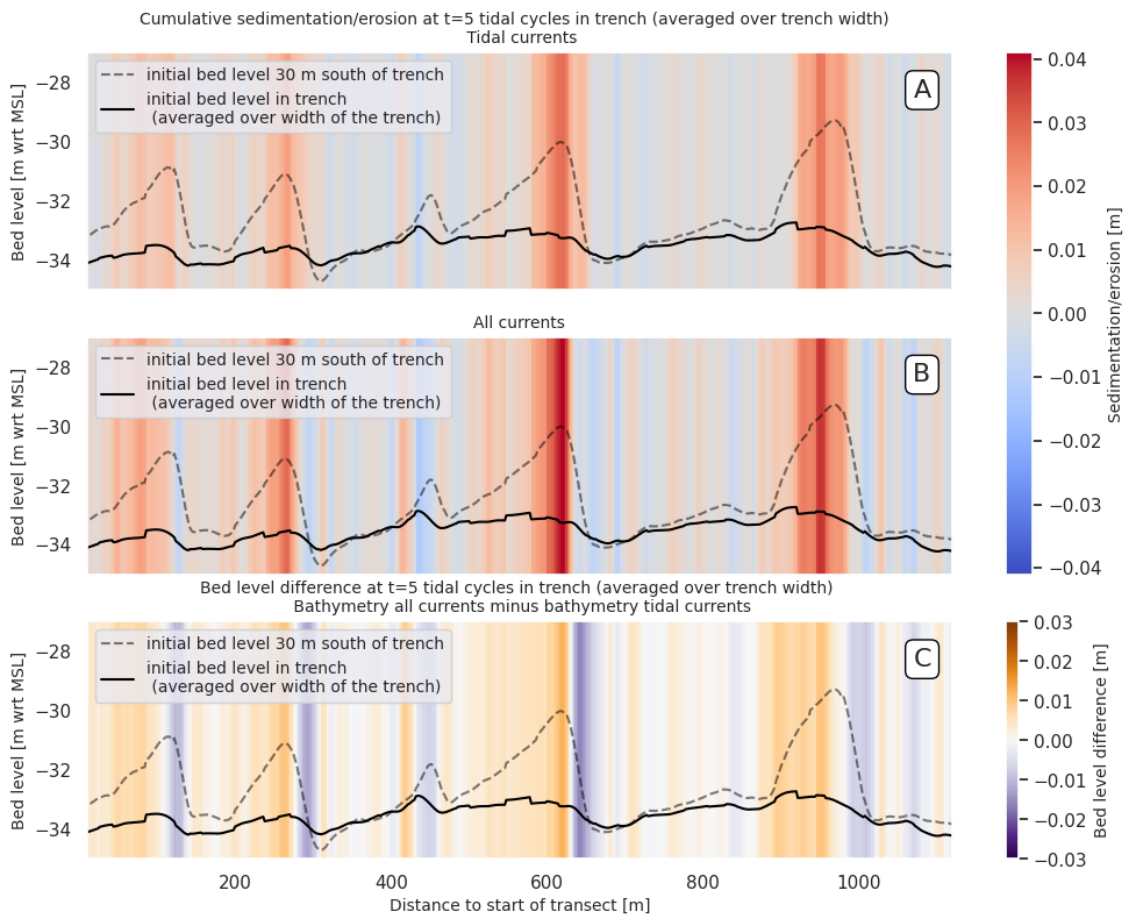 Cumulative sedimentation/erosion at t=5 tidal cycles in trench (averaged over trench width)
Tidal currents
initial bed level 30 m south of trench
initial bed level in trench
(averaged over width of the trench)
A
Bed level [m wrt MSL]
−28
−30
−32
−34
All currents
initial bed level 30 m south of trench
initial bed level in trench
(averaged over width of the trench)
B
Bed level [m wrt MSL]
−28
−30
−32
−34
0.04
0.03
0.02
0.01
0.00
−0.01
−0.02
−0.03
−0.04
Sedimentation/erosion [m]
Bed level difference at t=5 tidal cycles in trench (averaged over trench width)
Bathymetry all currents minus bathymetry tidal currents
initial bed level 30 m south of trench
initial bed level in trench
(averaged over width of the trench)
C
Bed level [m wrt MSL]
−28
−30
−32
−34
0.03
0.02
0.01
0.00
−0.01
−0.02
−0.03
Bed level difference [m]
200 400 600 800 1000
Distance to start of transect [m]